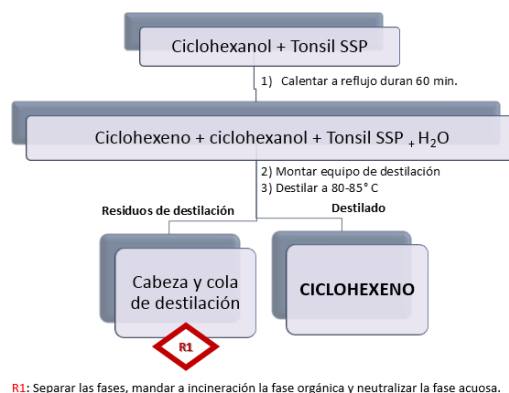 Ciclohexanol + Tonsil SSP
1) Calentar a reflujo duran 60 min.
Ciclohexeno + ciclohexanol + Tonsil SSP + H₂O
2) Montar equipo de destilación
3) Destilar a 80-85° C
Residuos de destilación
Destilado
Cabeza y cola
de destilación
CICLOHEXENO
R1
R1: Separar las fases, mandar a incineración la fase orgánica y neutralizar la fase acuosa.